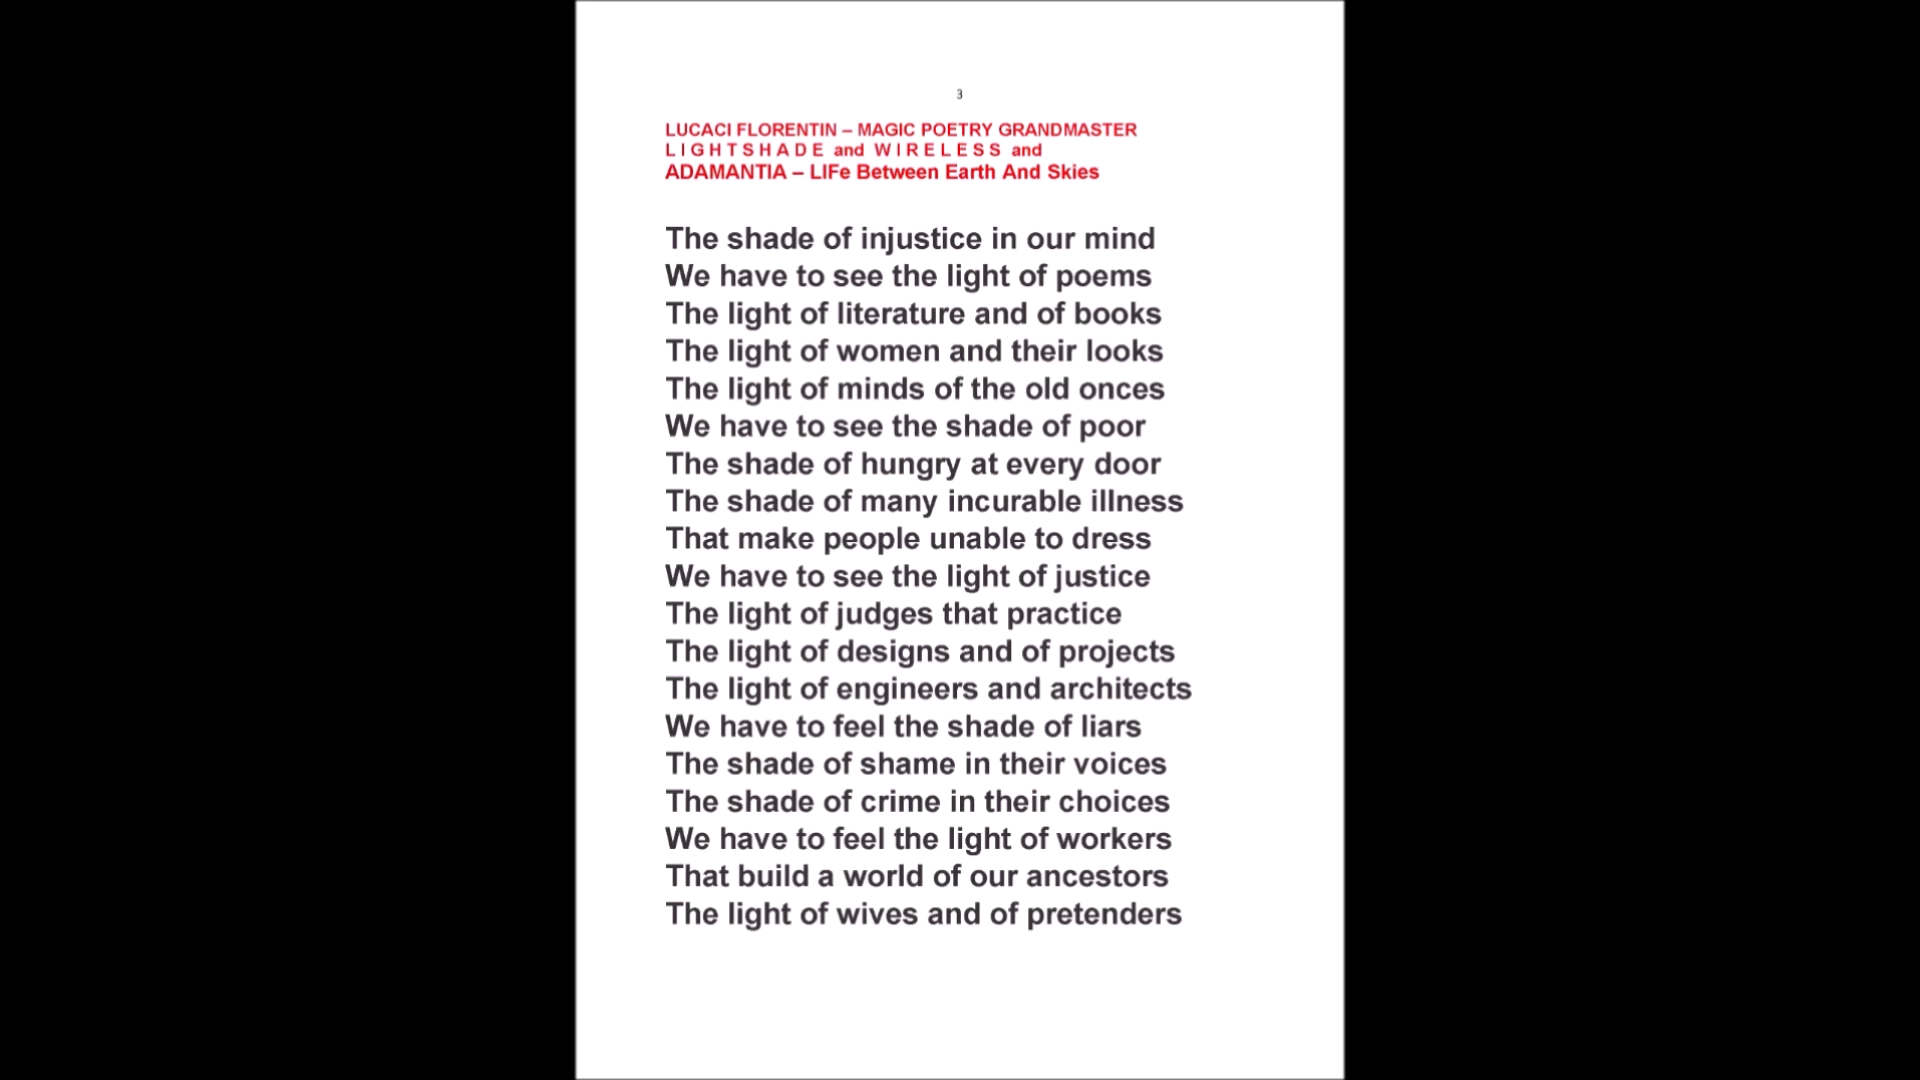 3
LUCACI FLORENTIN – MAGIC POETRY GRANDMASTER
L I G H T S H A D E and W I R E L E S S and
ADAMANTIA – LIFe Between Earth And Skies
The shade of injustice in our mind
We have to see the light of poems
The light of literature and of books
The light of women and their looks
The light of minds of the old onces
We have to see the shade of poor
The shade of hungry at every door
The shade of many incurable illness
That make people unable to dress
We have to see the light of justice
The light of judges that practice
The light of designs and of projects
The light of engineers and architects
We have to feel the shade of liars
The shade of shame in their voices
The shade of crime in their choices
We have to feel the light of workers
That build a world of our ancestors
The light of wives and of pretenders